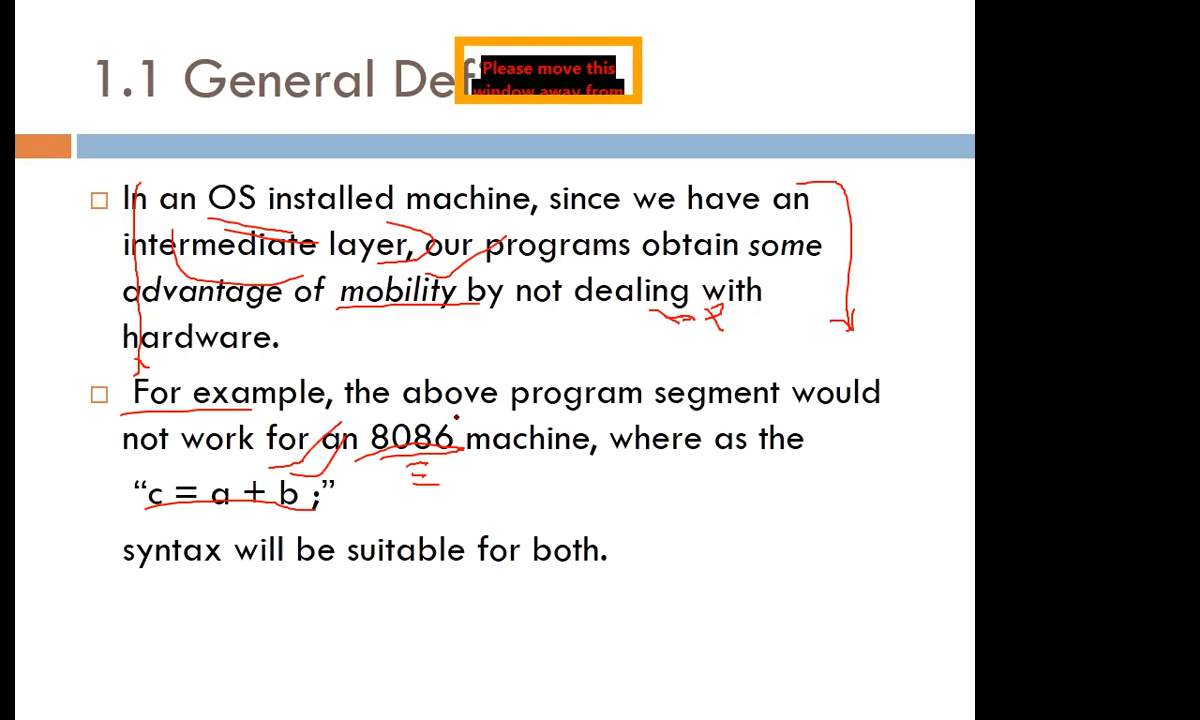 1.1 General Def
Please move this
window away from
In an OS installed machine, since we have an
intermediate layer, our programs obtain some
advantage of mobility by not dealing with
hardware.
For example, the above program segment would
not work for an 8086 machine, where as the
“c = a + b ;”
syntax will be suitable for both.